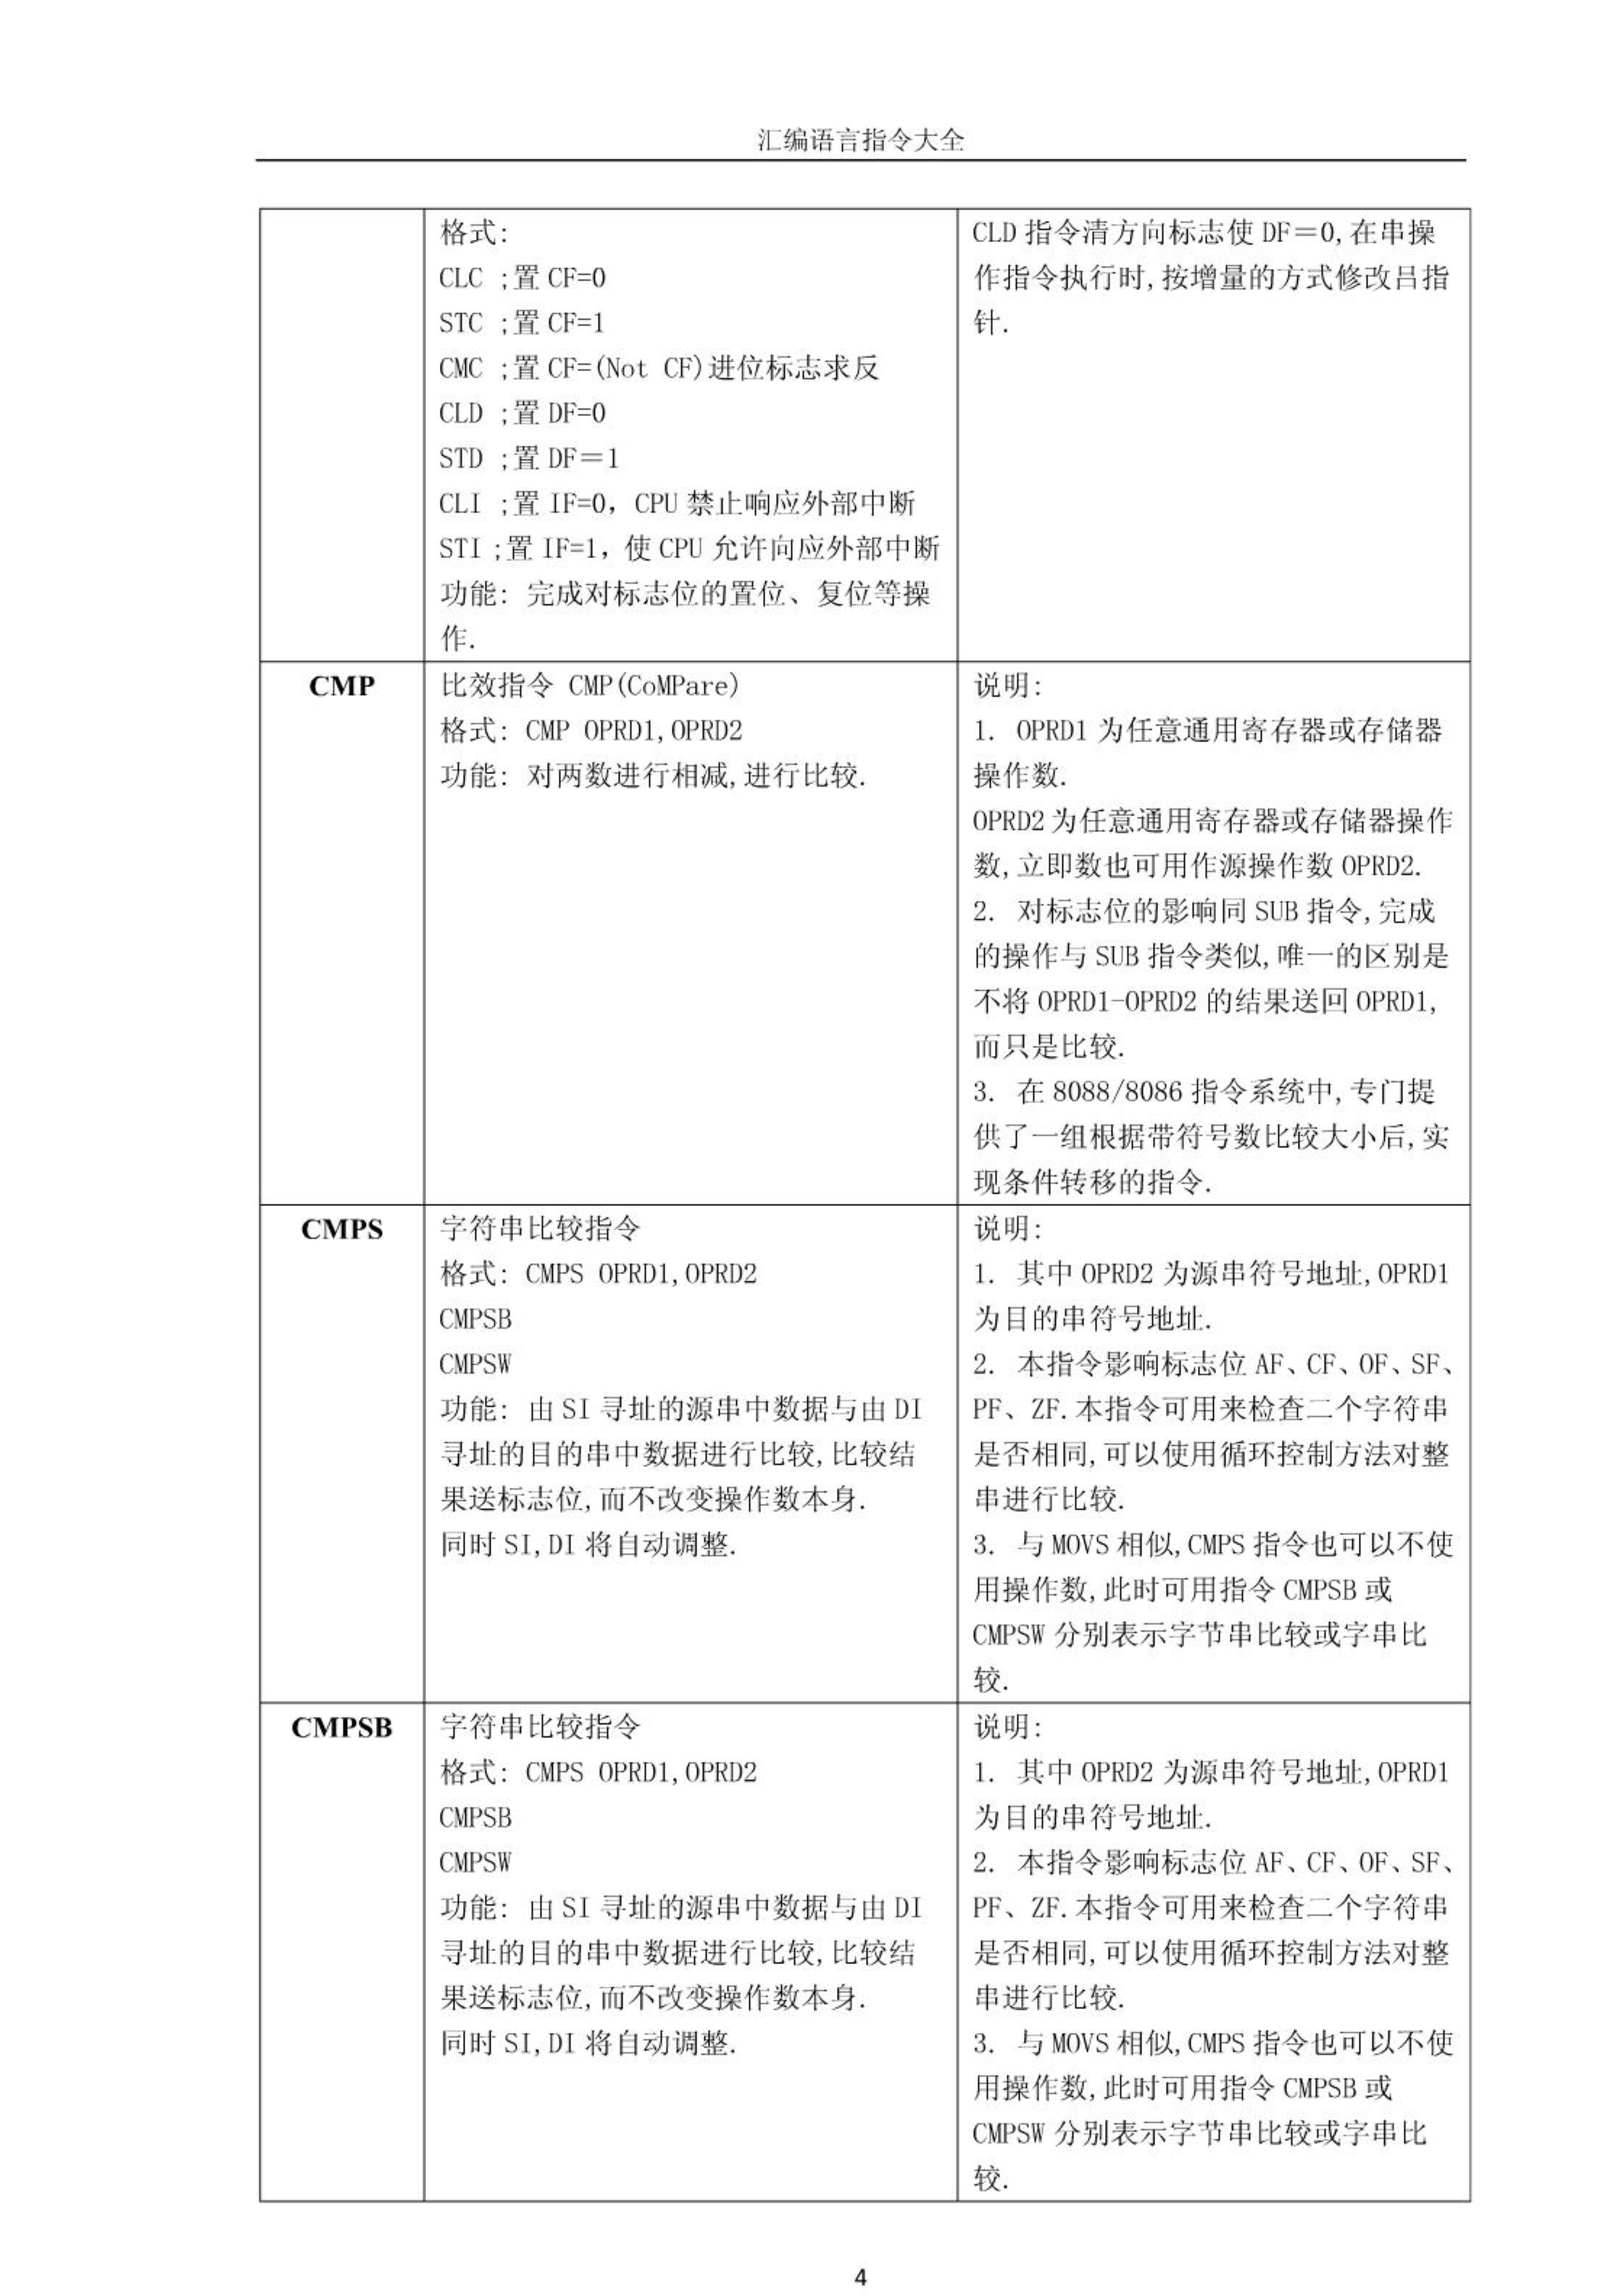 汇编语言指令大全
格式:
CLC ;置 CF=0
STC ;置 CF=1
CMC ;置 CF=(Not CF)进位标志求反
CLD ;置 DF=0
STD ;置 DF＝1
CLI ;置 IF=0，CPU 禁止响应外部中断
STI ;置 IF=1，使 CPU 允许向应外部中断
功能: 完成对标志位的置位、复位等操
作.
CLD 指令清方向标志使 DF＝0,在串操
作指令执行时,按增量的方式修改吕指
针.
CMP
比效指令 CMP(CoMPare)
格式: CMP OPRD1,OPRD2
功能: 对两数进行相减,进行比较.
说明:
1. OPRD1 为任意通用寄存器或存储器
操作数.
OPRD2 为任意通用寄存器或存储器操作
数,立即数也可用作源操作数 OPRD2.
2. 对标志位的影响同 SUB 指令,完成
的操作与 SUB 指令类似,唯一的区别是
不将 OPRD1-OPRD2 的结果送回 OPRD1,
而只是比较.
3. 在 8088/8086 指令系统中,专门提
供了一组根据带符号数比较大小后,实
现条件转移的指令.
CMPS
字符串比较指令
格式: CMPS OPRD1,OPRD2
CMPSB
CMPSW
功能: 由 SI 寻址的源串中数据与由 DI
寻址的目的串中数据进行比较,比较结
果送标志位,而不改变操作数本身.
同时 SI,DI 将自动调整.
说明:
1. 其中 OPRD2 为源串符号地址,OPRD1
为目的串符号地址.
2. 本指令影响标志位 AF、CF、OF、SF、
PF、ZF.本指令可用来检查二个字符串
是否相同,可以使用循环控制方法对整
串进行比较.
3. 与 MOVS 相似,CMPS 指令也可以不使
用操作数,此时可用指令 CMPSB 或
CMPSW 分别表示字节串比较或字串比
较.
CMPSB
字符串比较指令
格式: CMPS OPRD1,OPRD2
CMPSB
CMPSW
功能: 由 SI 寻址的源串中数据与由 DI
寻址的目的串中数据进行比较,比较结
果送标志位,而不改变操作数本身.
同时 SI,DI 将自动调整.
说明:
1. 其中 OPRD2 为源串符号地址,OPRD1
为目的串符号地址.
2. 本指令影响标志位 AF、CF、OF、SF、
PF、ZF.本指令可用来检查二个字符串
是否相同,可以使用循环控制方法对整
串进行比较.
3. 与 MOVS 相似,CMPS 指令也可以不使
用操作数,此时可用指令 CMPSB 或
CMPSW 分别表示字节串比较或字串比
较.
4